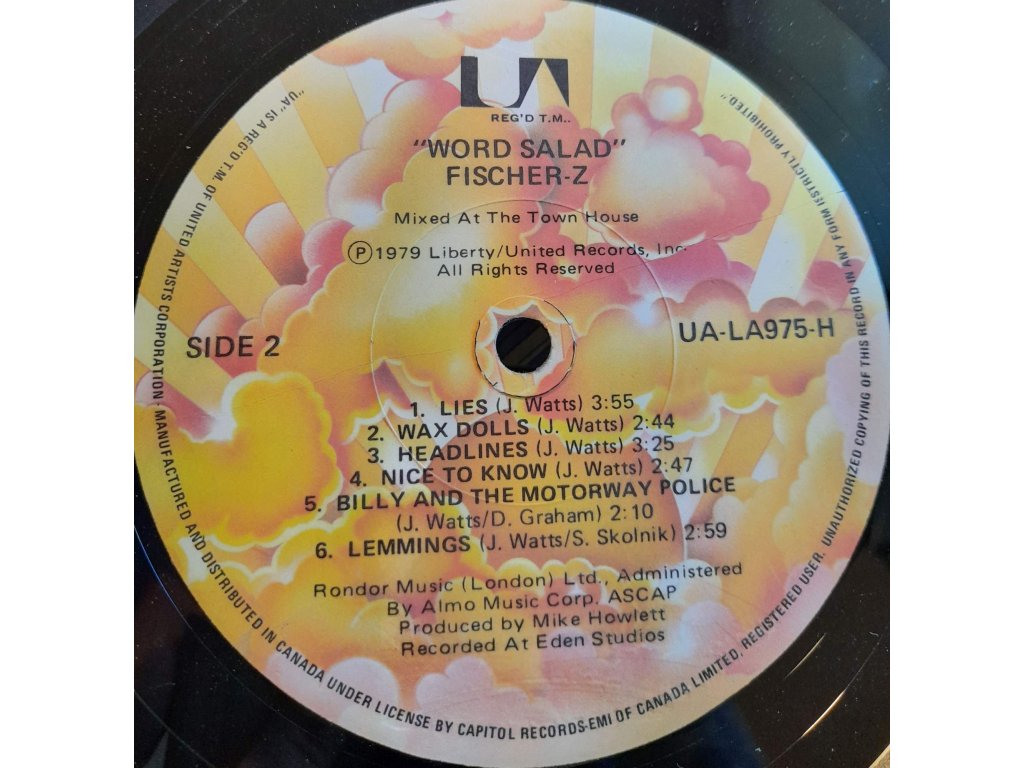 UA
REG'D T.M..
"WORD SALAD"
FISCHER-Z
Mixed At The Town House
Ⓟ1979 Liberty/United Records, Inc.
All Rights Reserved
SIDE 2
UA-LA975-H
1. LIES (J. Watts) 3:55
2. WAX DOLLS (J. Watts) 2:44
3. HEADLINES (J. Watts) 3:25
4. NICE TO KNOW (J. Watts) 2:47
5. BILLY AND THE MOTORWAY POLICE
(J. Watts/D. Graham) 2:10
6. LEMMINGS (J. Watts/S. Skolnik) 2:59
Rondor Music (London) Ltd., Administered
By Almo Music Corp. ASCAP
Produced by Mike Howlett
Recorded At Eden Studios
"UA" IS A REG'D T.M. OF UNITED ARTISTS CORPORATION · MANUFACTURED AND DISTRIBUTED IN CANADA UNDER LICENSE BY CAPITOL RECORDS-EMI OF CANADA LIMITED, REGISTERED USER. UNAUTHORIZED COPYING OF THIS RECORD IN ANY FORM ISSTRICTLY PROHIBITED."